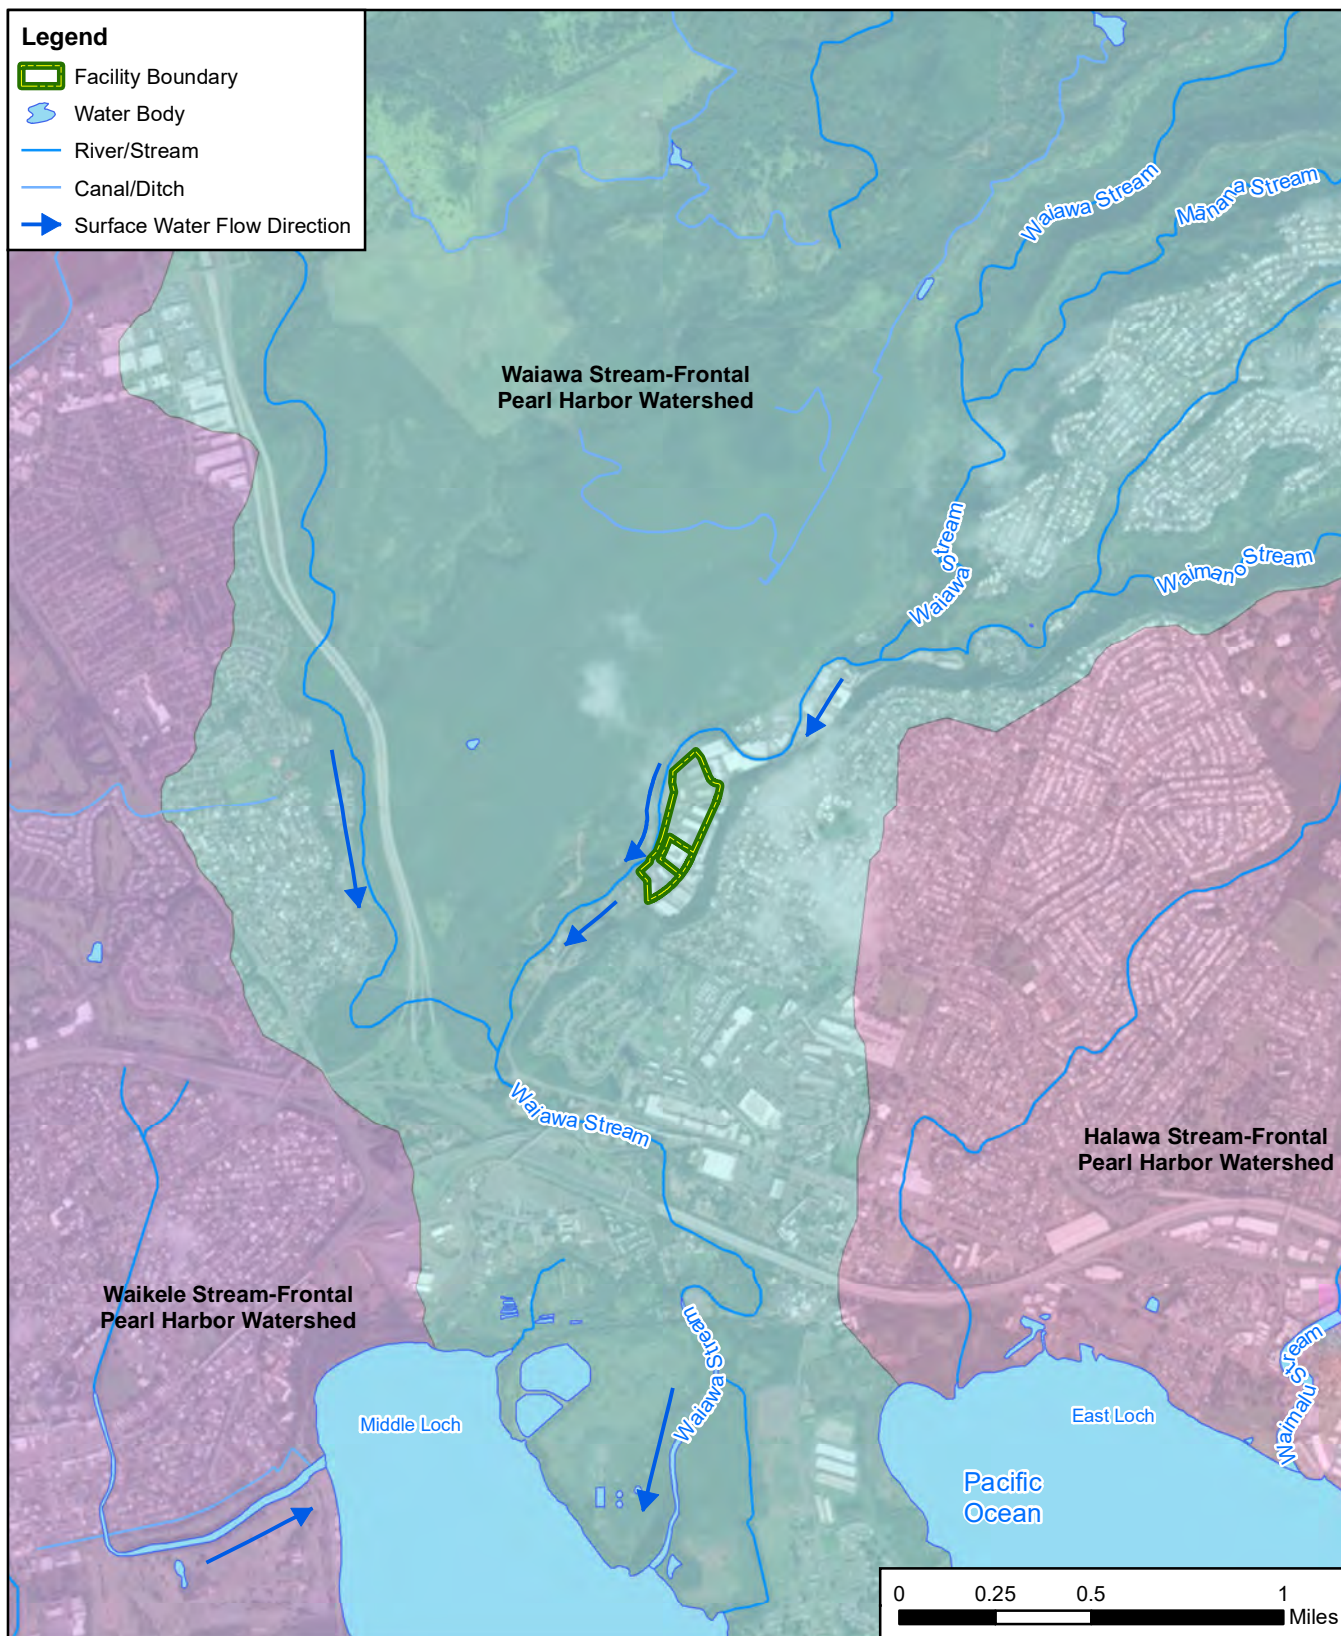 Legend
Facility Boundary
Water Body
River/Stream
Canal/Ditch
Surface Water Flow Direction
Waiawa Stream
Mānana Stream
Waiawa Stream-Frontal
Pearl Harbor Watershed
Waiawa Stream
Waimano Stream
Waiawa Stream
Halawa Stream-Frontal
Pearl Harbor Watershed
Waikele Stream-Frontal
Pearl Harbor Watershed
Waiawa Stream
Waimalu Stream
Middle Loch
East Loch
Pacific
Ocean
0 0.25 0.5 1
Miles